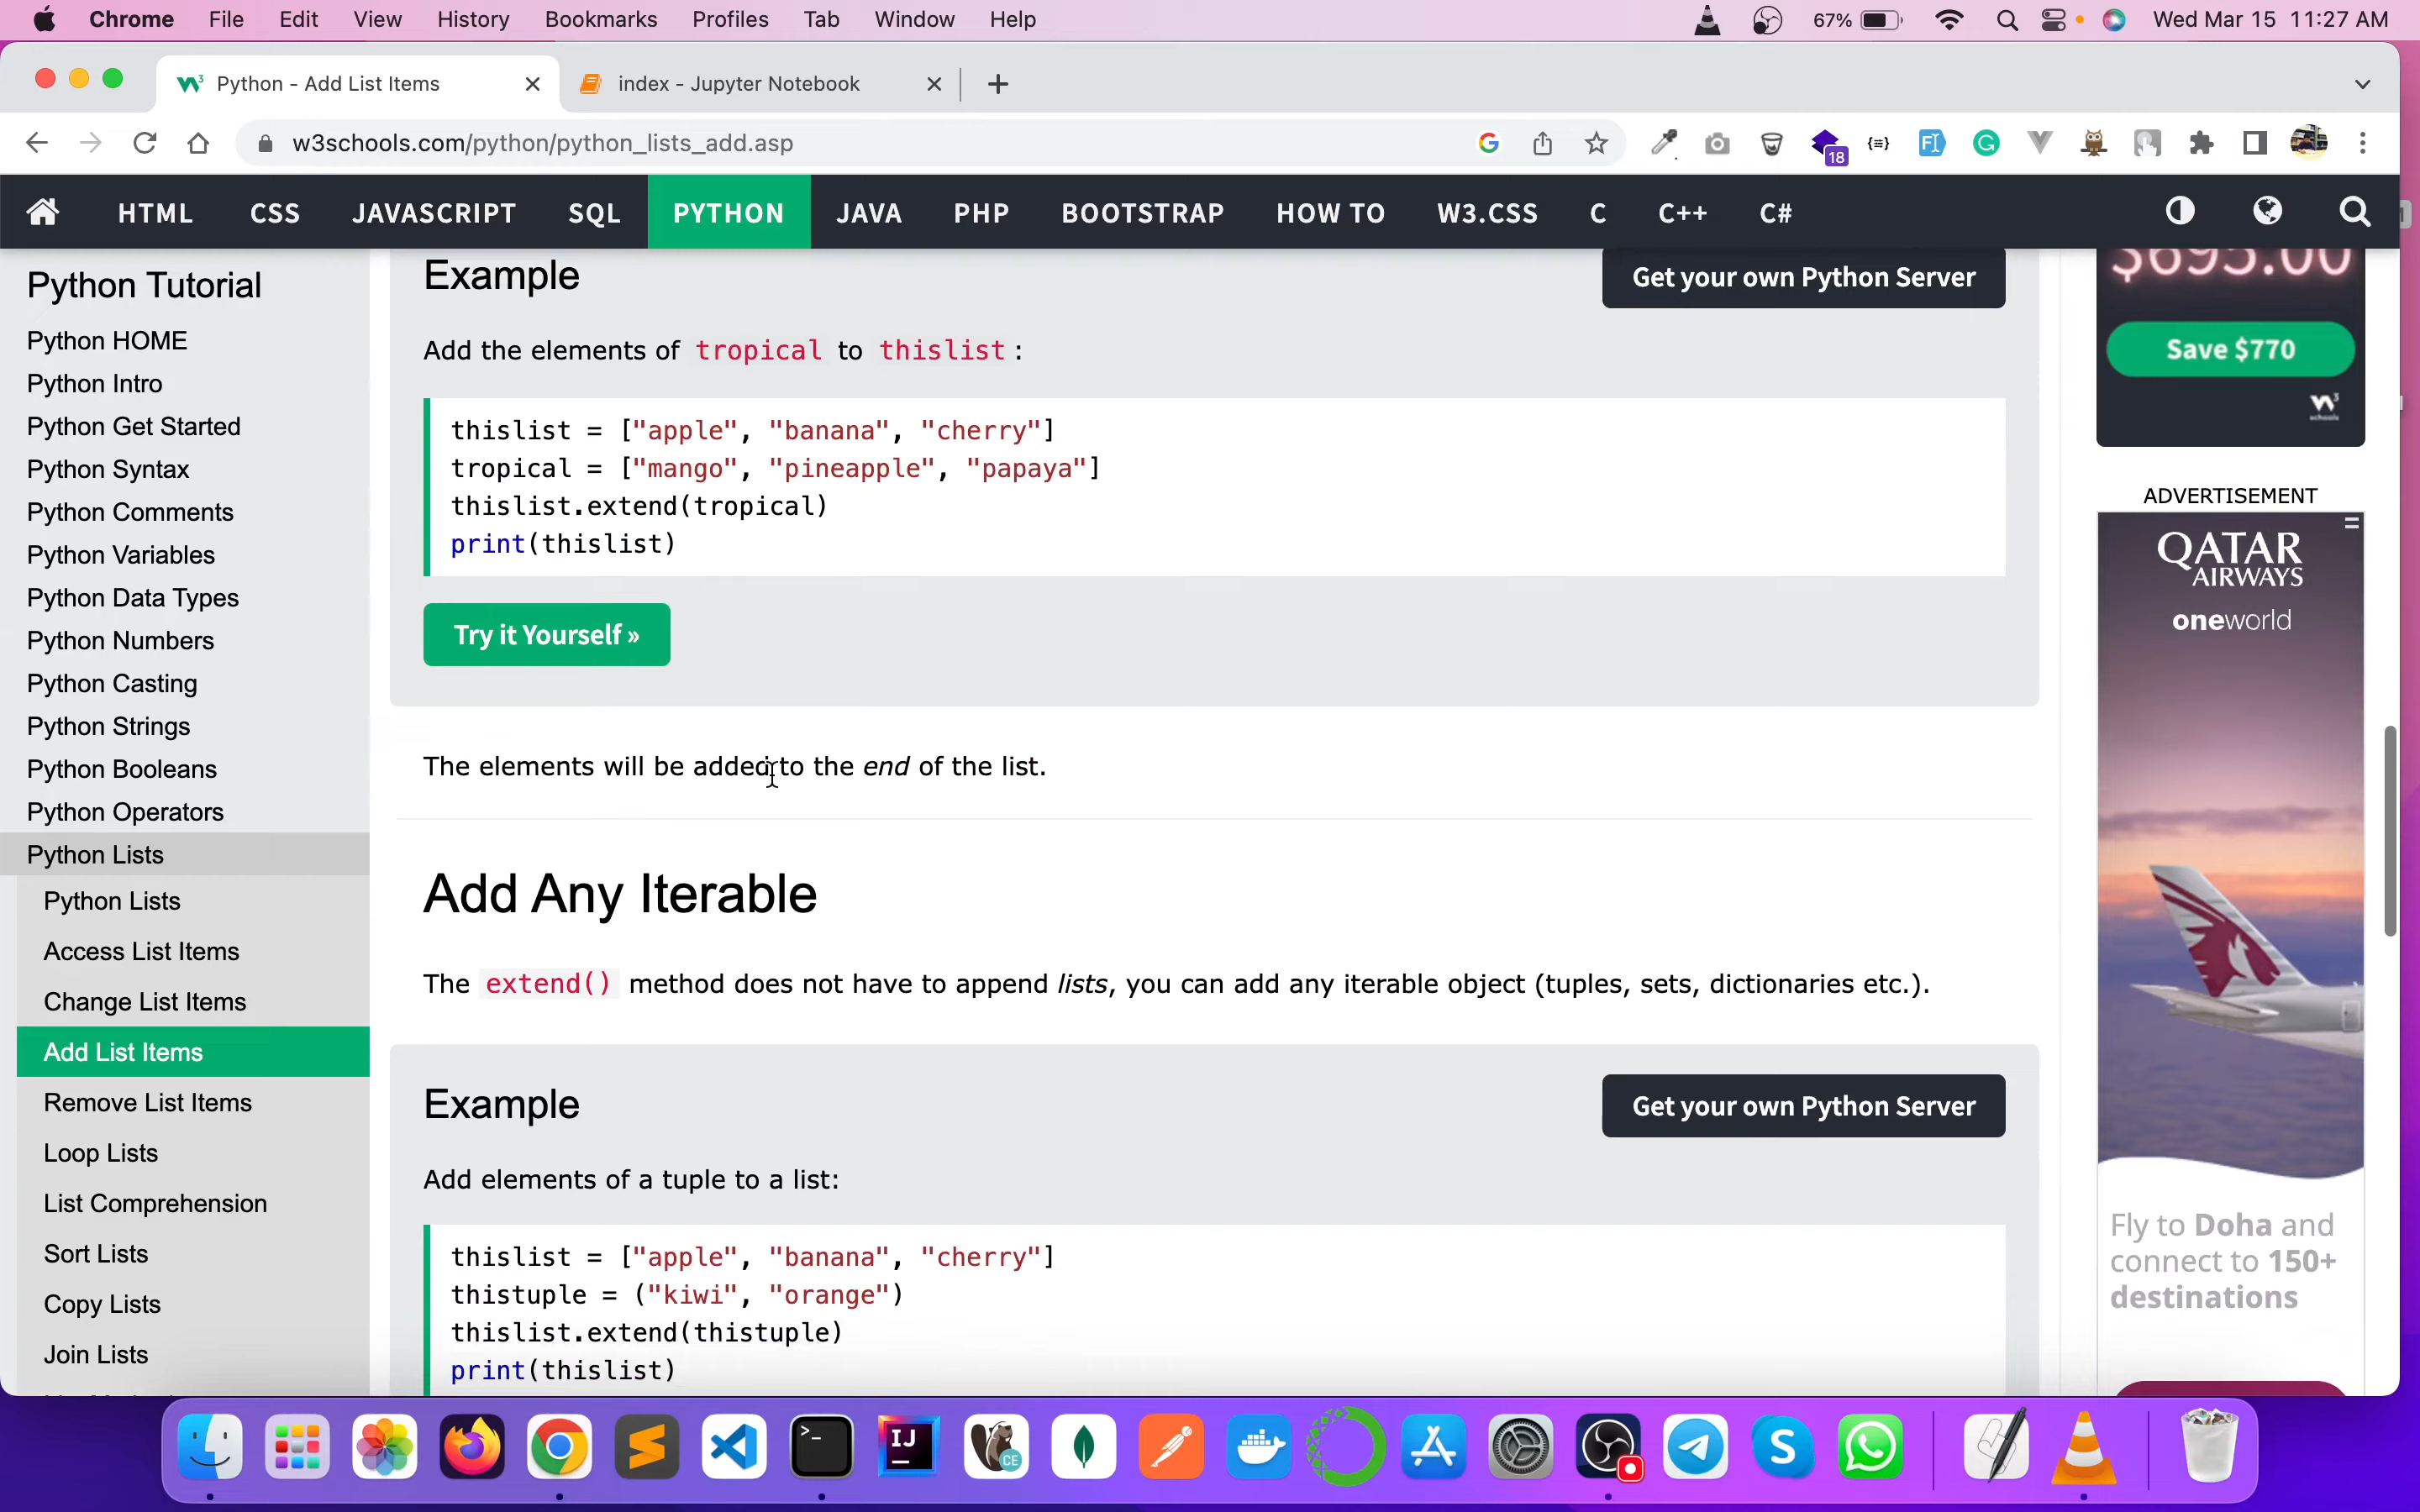 Chrome File Edit View History Bookmarks Profiles Tab Window Help 67% Wed Mar 15 11:27 AM
Python - Add List Items index - Jupyter Notebook
w3schools.com/python/python_lists_add.asp 18
HTML CSS JAVASCRIPT SQL PYTHON JAVA PHP BOOTSTRAP HOW TO W3.CSS C C++ C#
Python Tutorial
Python HOME
Python Intro
Python Get Started
Python Syntax
Python Comments
Python Variables
Python Data Types
Python Numbers
Python Casting
Python Strings
Python Booleans
Python Operators
Python Lists
Python Lists
Access List Items
Change List Items
Add List Items
Remove List Items
Loop Lists
List Comprehension
Sort Lists
Copy Lists
Join Lists
Example
Get your own Python Server
Add the elements of tropical to thislist:
thislist = ["apple", "banana", "cherry"]
tropical = ["mango", "pineapple", "papaya"]
thislist.extend(tropical)
print(thislist)
Try it Yourself »
The elements will be added to the end of the list.
Add Any Iterable
The extend() method does not have to append lists, you can add any iterable object (tuples, sets, dictionaries etc.).
Example
Get your own Python Server
Add elements of a tuple to a list:
thislist = ["apple", "banana", "cherry"]
thistuple = ("kiwi", "orange")
thislist.extend(thistuple)
print(thislist)
$695.00
Save $770
W3
schools
ADVERTISEMENT
QATAR
AIRWAYS
oneworld
Fly to Doha and
connect to 150+
destinations
IJ
CE
S